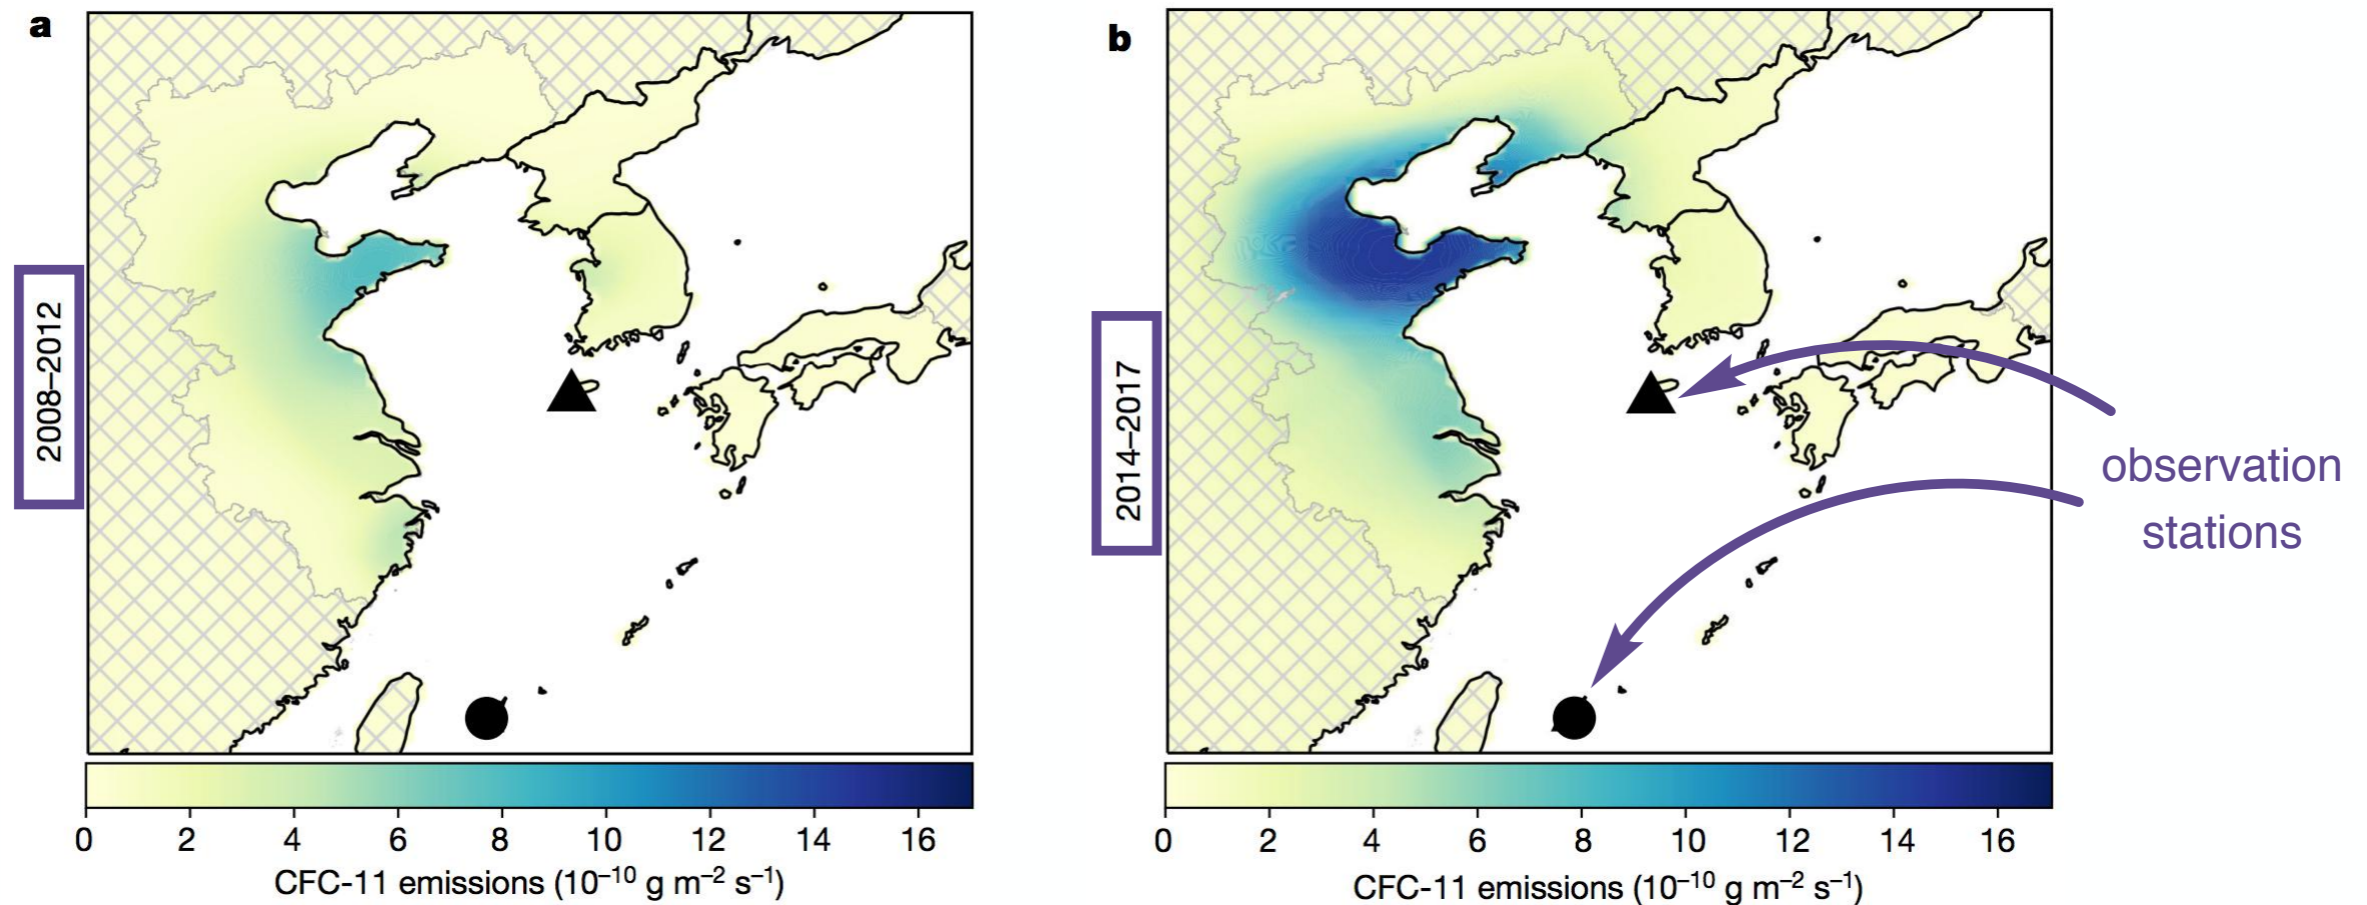 a
2008–2012
0 2 4 6 8 10 12 14 16
CFC-11 emissions (10⁻¹⁰ g m⁻² s⁻¹)
b
2014–2017
observation
stations
0 2 4 6 8 10 12 14 16
CFC-11 emissions (10⁻¹⁰ g m⁻² s⁻¹)